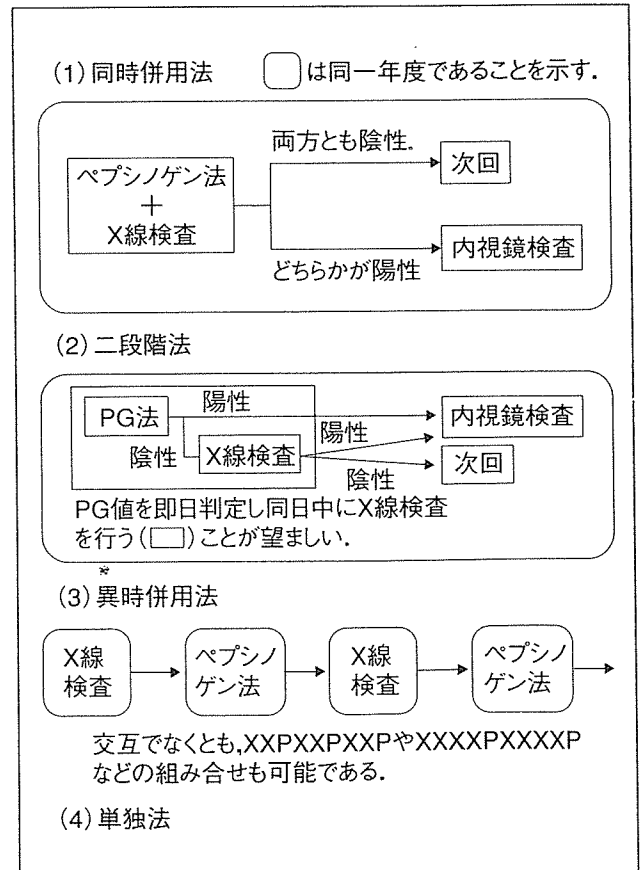 (1)同時併用法 は同一年度であることを示す.
両方とも陰性.
ペプシノゲン法
+
X線検査
次回
内視鏡検査
どちらかが陽性
(2)二段階法
PG法
陽性
内視鏡検査
陽性
陰性
X線検査
次回
陰性
PG値を即日判定し同日中にX線検査
を行う( )ことが望ましい.
*
(3)異時併用法
X線
検査
ペプシノ
ゲン法
X線
検査
ペプシノ
ゲン法
交互でなくとも,XXPXXPXXPやXXXXPXXXXP
などの組み合せも可能である.
(4)単独法